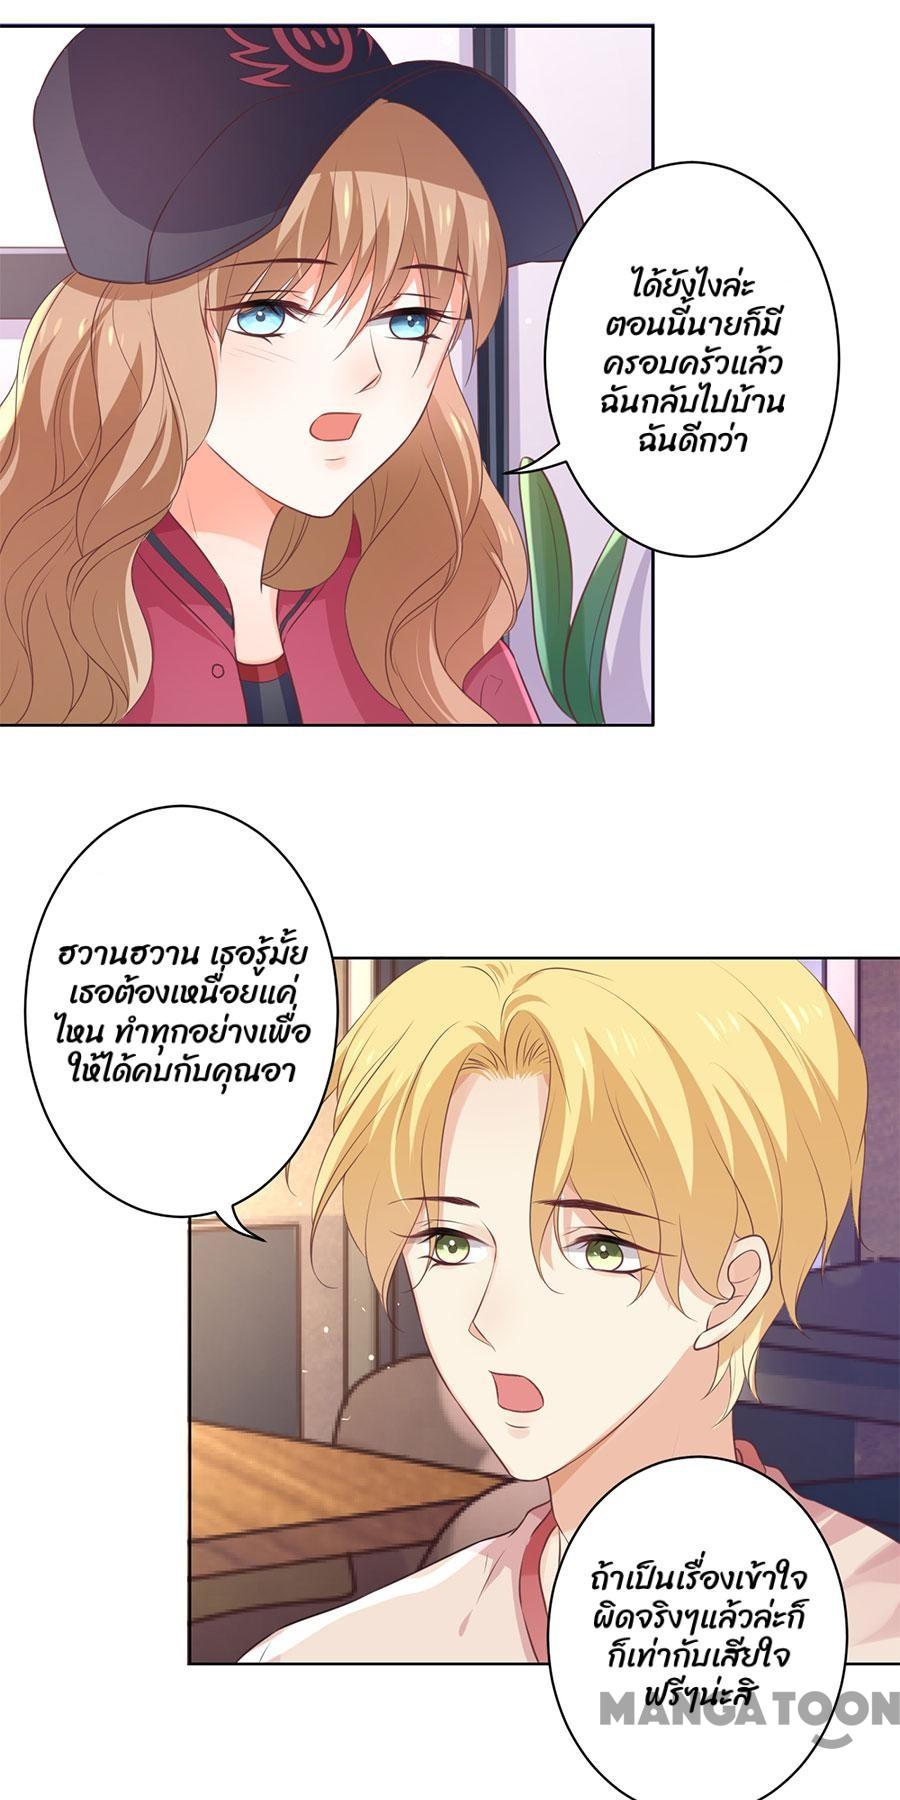 ได้ยังไงล่ะ
ตอนนี้นายก็มี
ครอบครัวแล้ว
ฉันกลับไปบ้าน
ฉันดีกว่า
ฮวานฮวาน เธอรู้มั้ย
เธอต้องเหนื่อยแค่
ไหน ทำทุกอย่างเพื่อ
ให้ได้คบกับคุณอา
ถ้าเป็นเรื่องเข้าใจ
ผิดจริงๆแล้วล่ะก็
ก็เท่ากับเสียใจ
ฟรีๆน่ะสิ
MANGATOON